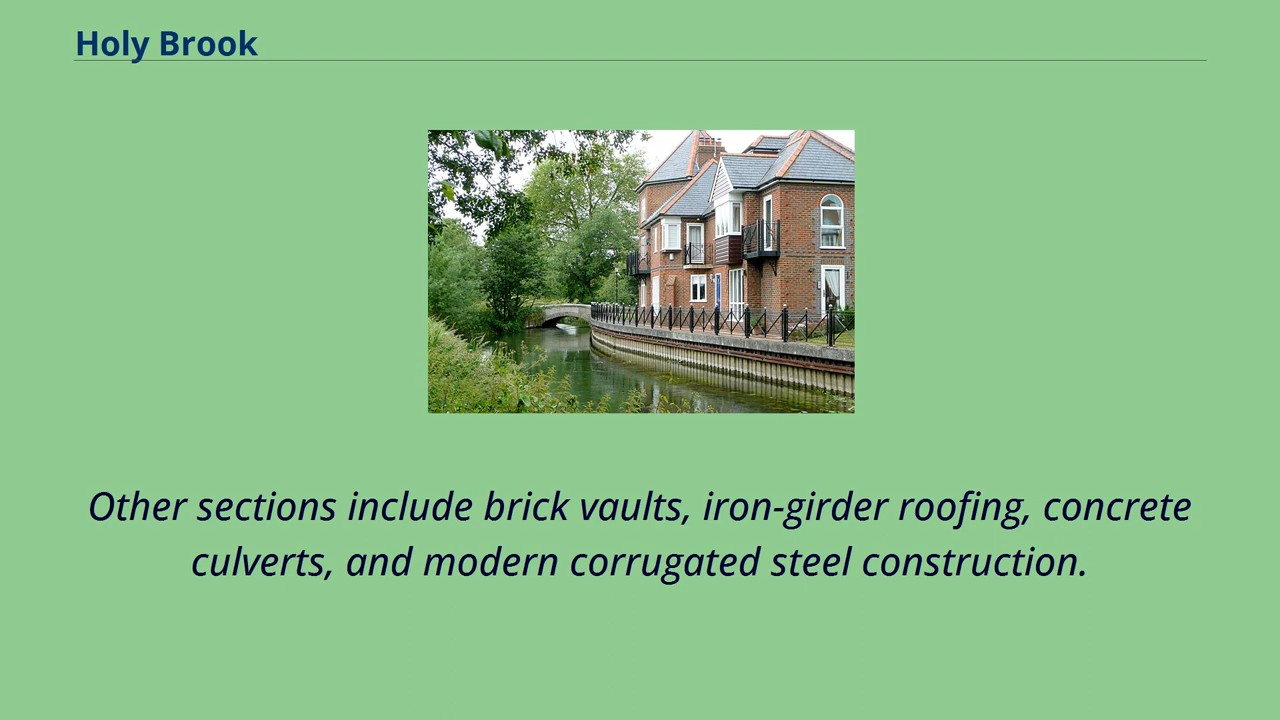 Holy Brook
Other sections include brick vaults, iron-girder roofing, concrete
culverts, and modern corrugated steel construction.